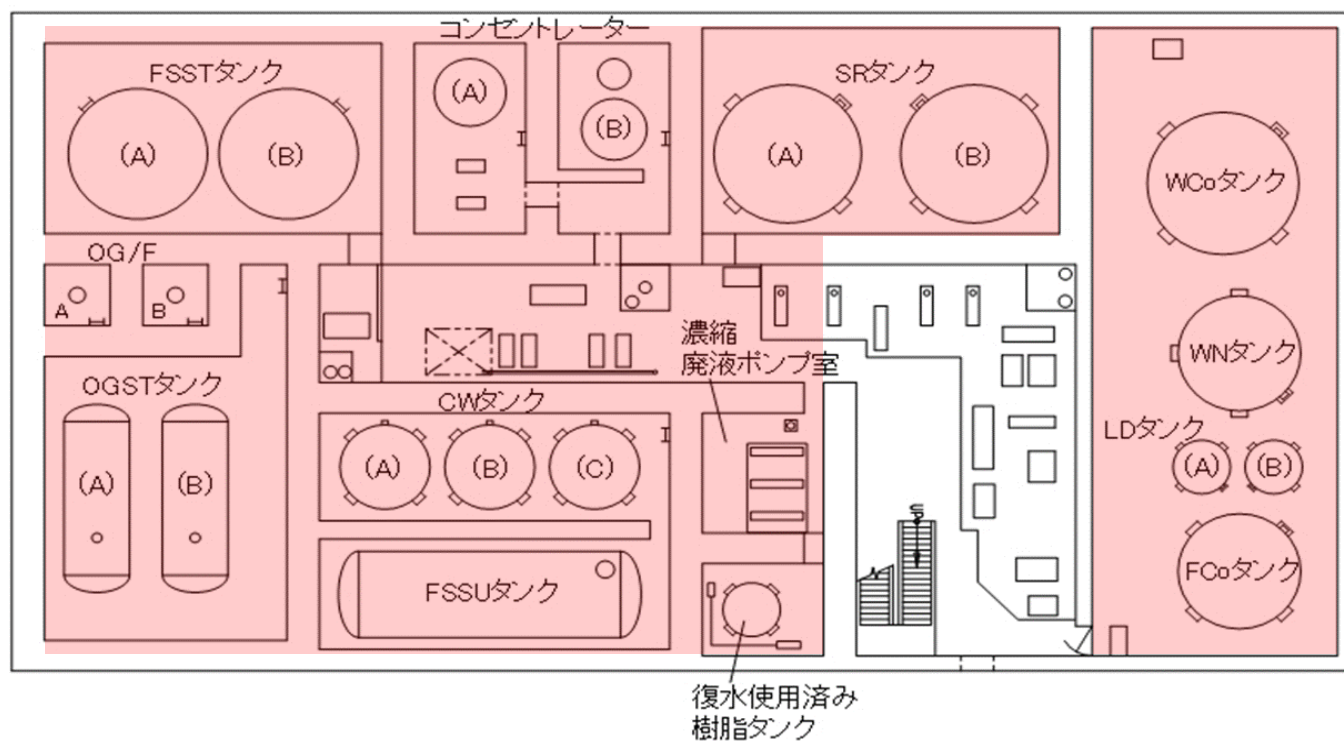 コンセントレーター
FSSTタンク
SRタンク
(A)
(B)
(A)
(B)
(A)
(B)
WCoタンク
OG/F
A
B
濃縮
廃液ポンプ室
WNタンク
OGSTタンク
CWタンク
LDタンク
(A)
(B)
(A)
(B)
(C)
(A)
(B)
UP
FSSUタンク
FCoタンク
復水使用済み
樹脂タンク